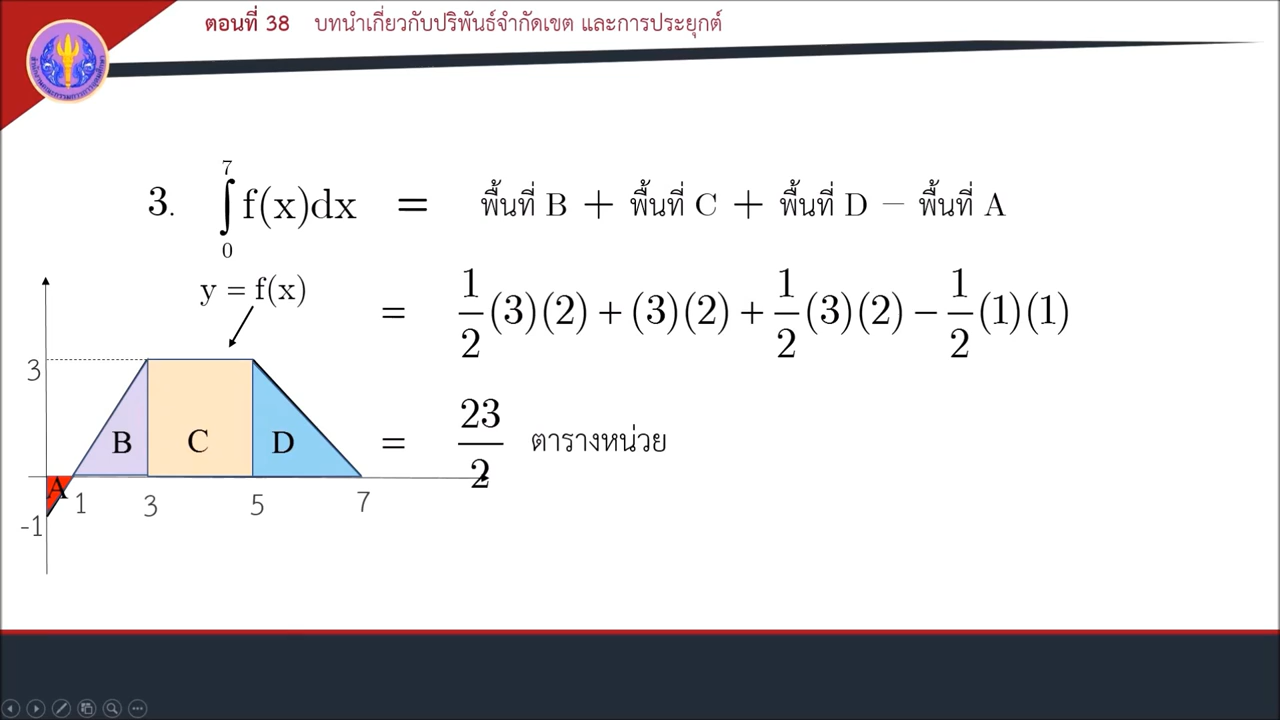 ตอนที่ 38 บทนำเกี่ยวกับปริพันธ์จำกัดเขต และการประยุกต์
3. ∫₀⁷ f(x)dx = พื้นที่ B + พื้นที่ C + พื้นที่ D − พื้นที่ A
y = f(x)
= 1/2 (3)(2) + (3)(2) + 1/2 (3)(2) − 1/2 (1)(1)
3
B C D
= 23/2 ตารางหน่วย
A
1 3 5 7
-1